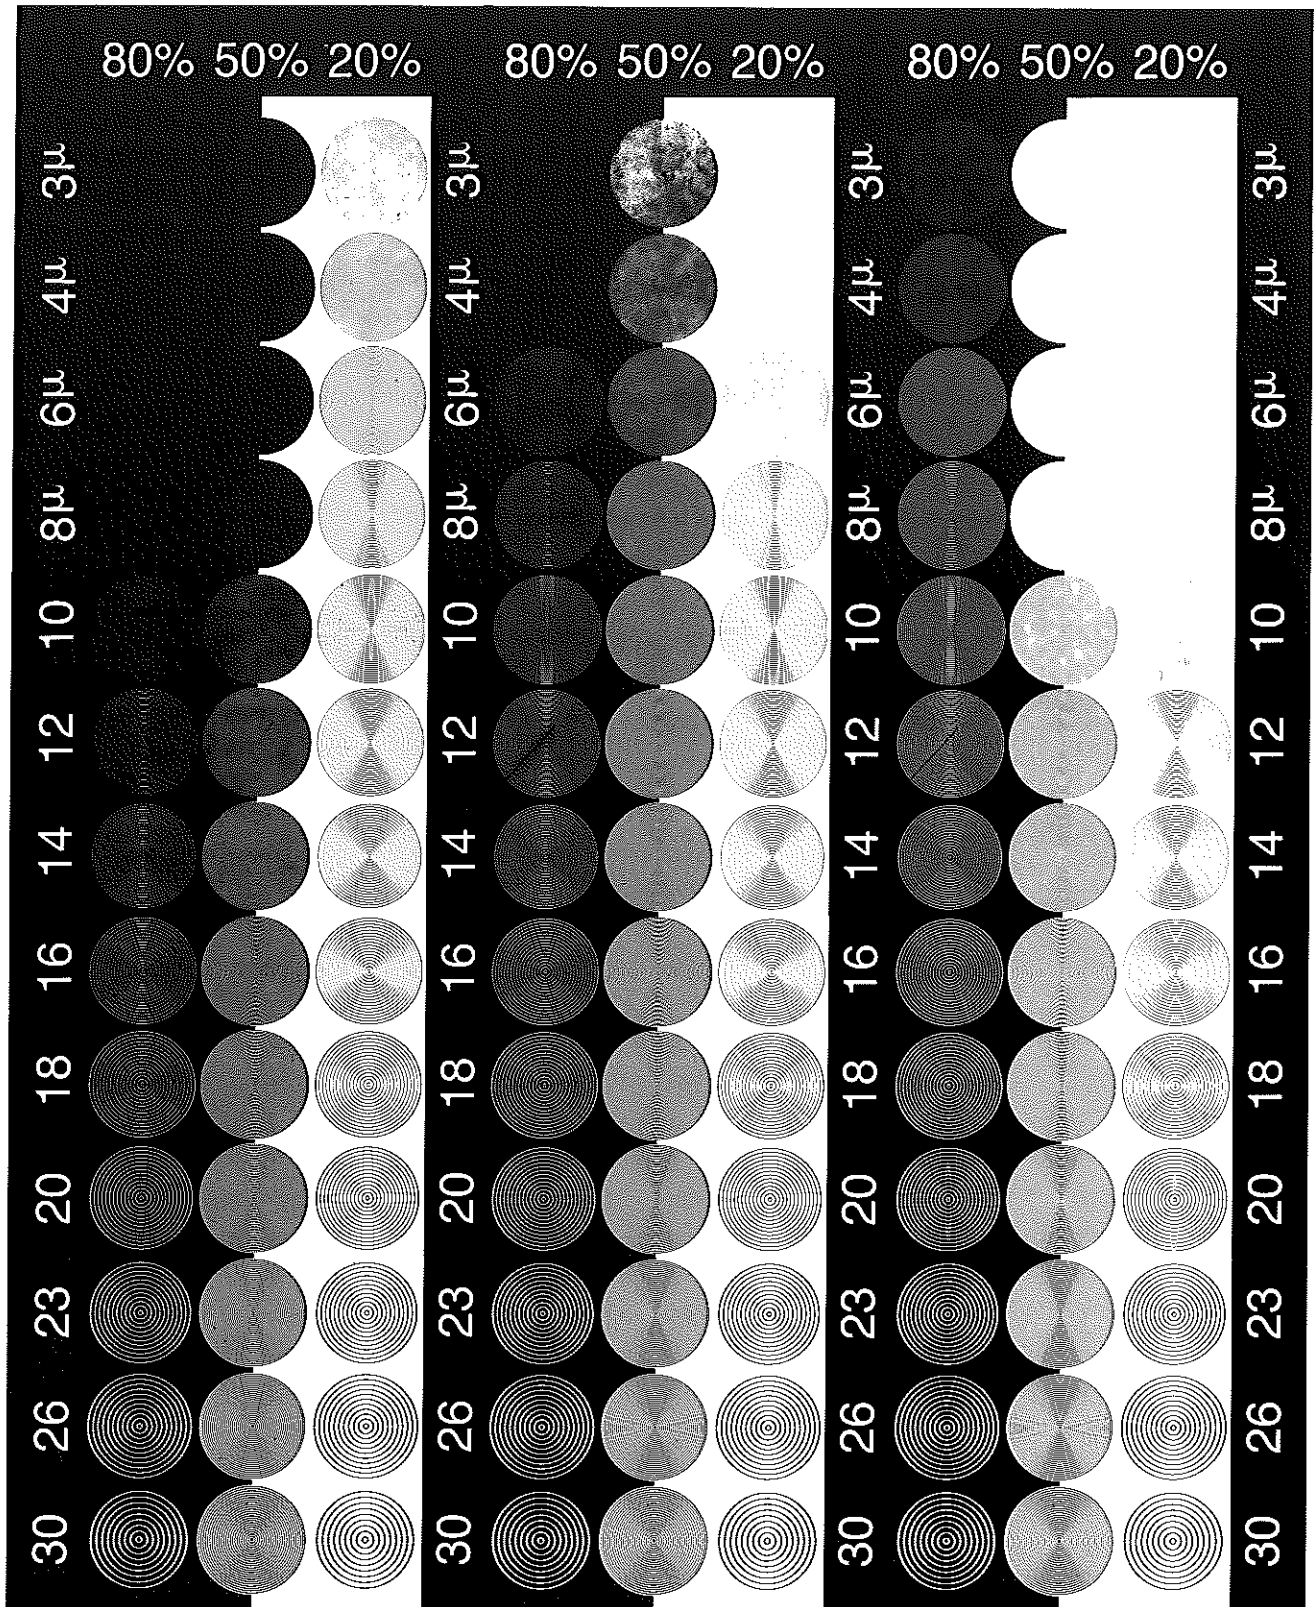 80% 50% 20% 80% 50% 20% 80% 50% 20%
3µ 3µ 3µ 3µ
4µ 4µ 4µ 4µ
6µ 6µ 6µ 6µ
8µ 8µ 8µ 8µ
10 10 10 10
12 12 12 12
14 14 14 14
16 16 16 16
18 18 18 18
20 20 20 20
23 23 23 23
26 26 26 26
30 30 30 30